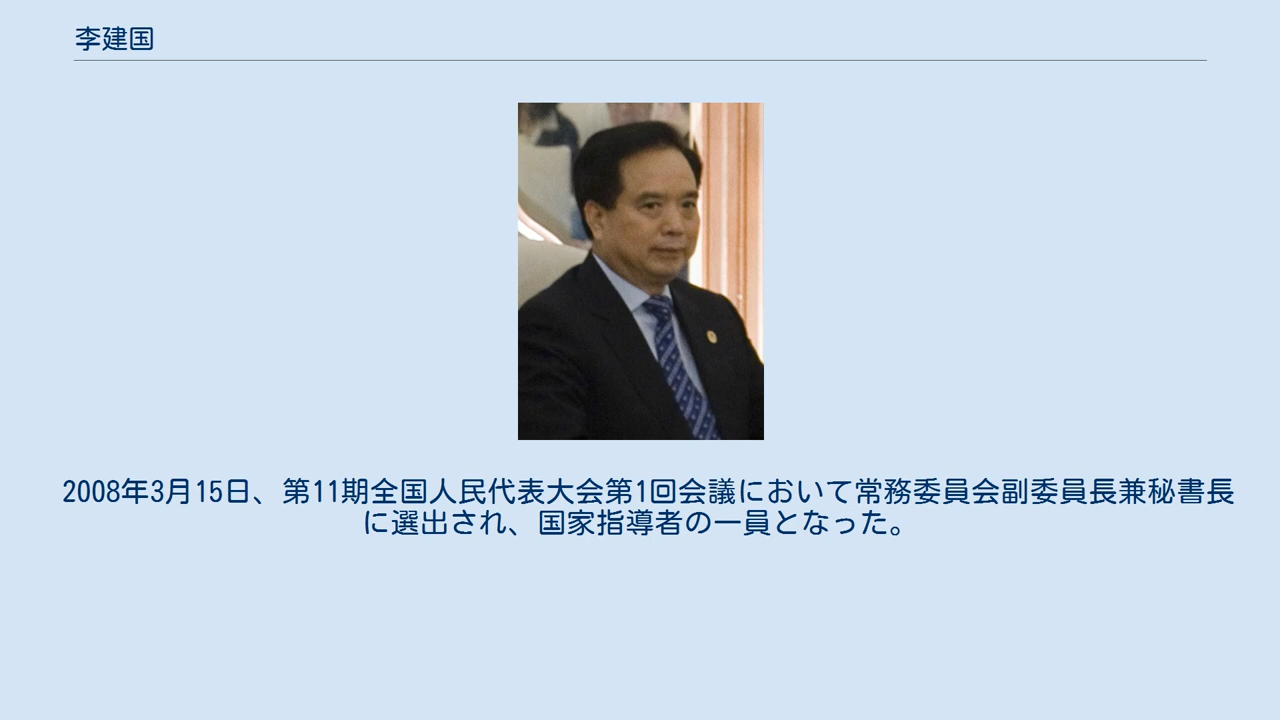 李建国
2008年3月15日、第11期全国人民代表大会第1回会議において常務委員会副委員長兼秘書長
に選出され、国家指導者の一員となった。